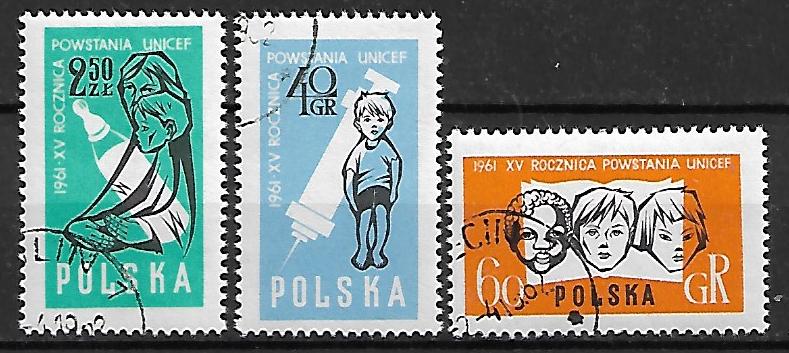 1961 · XV ROCZNICA
POWSTANIA UNICEF
2 50
ZŁ
POLSKA
1961 · XV ROCZNICA
POWSTANIA UNICEF
40
GR
POLSKA
1961 XV ROCZNICA POWSTANIA UNICEF
60 POLSKA GR